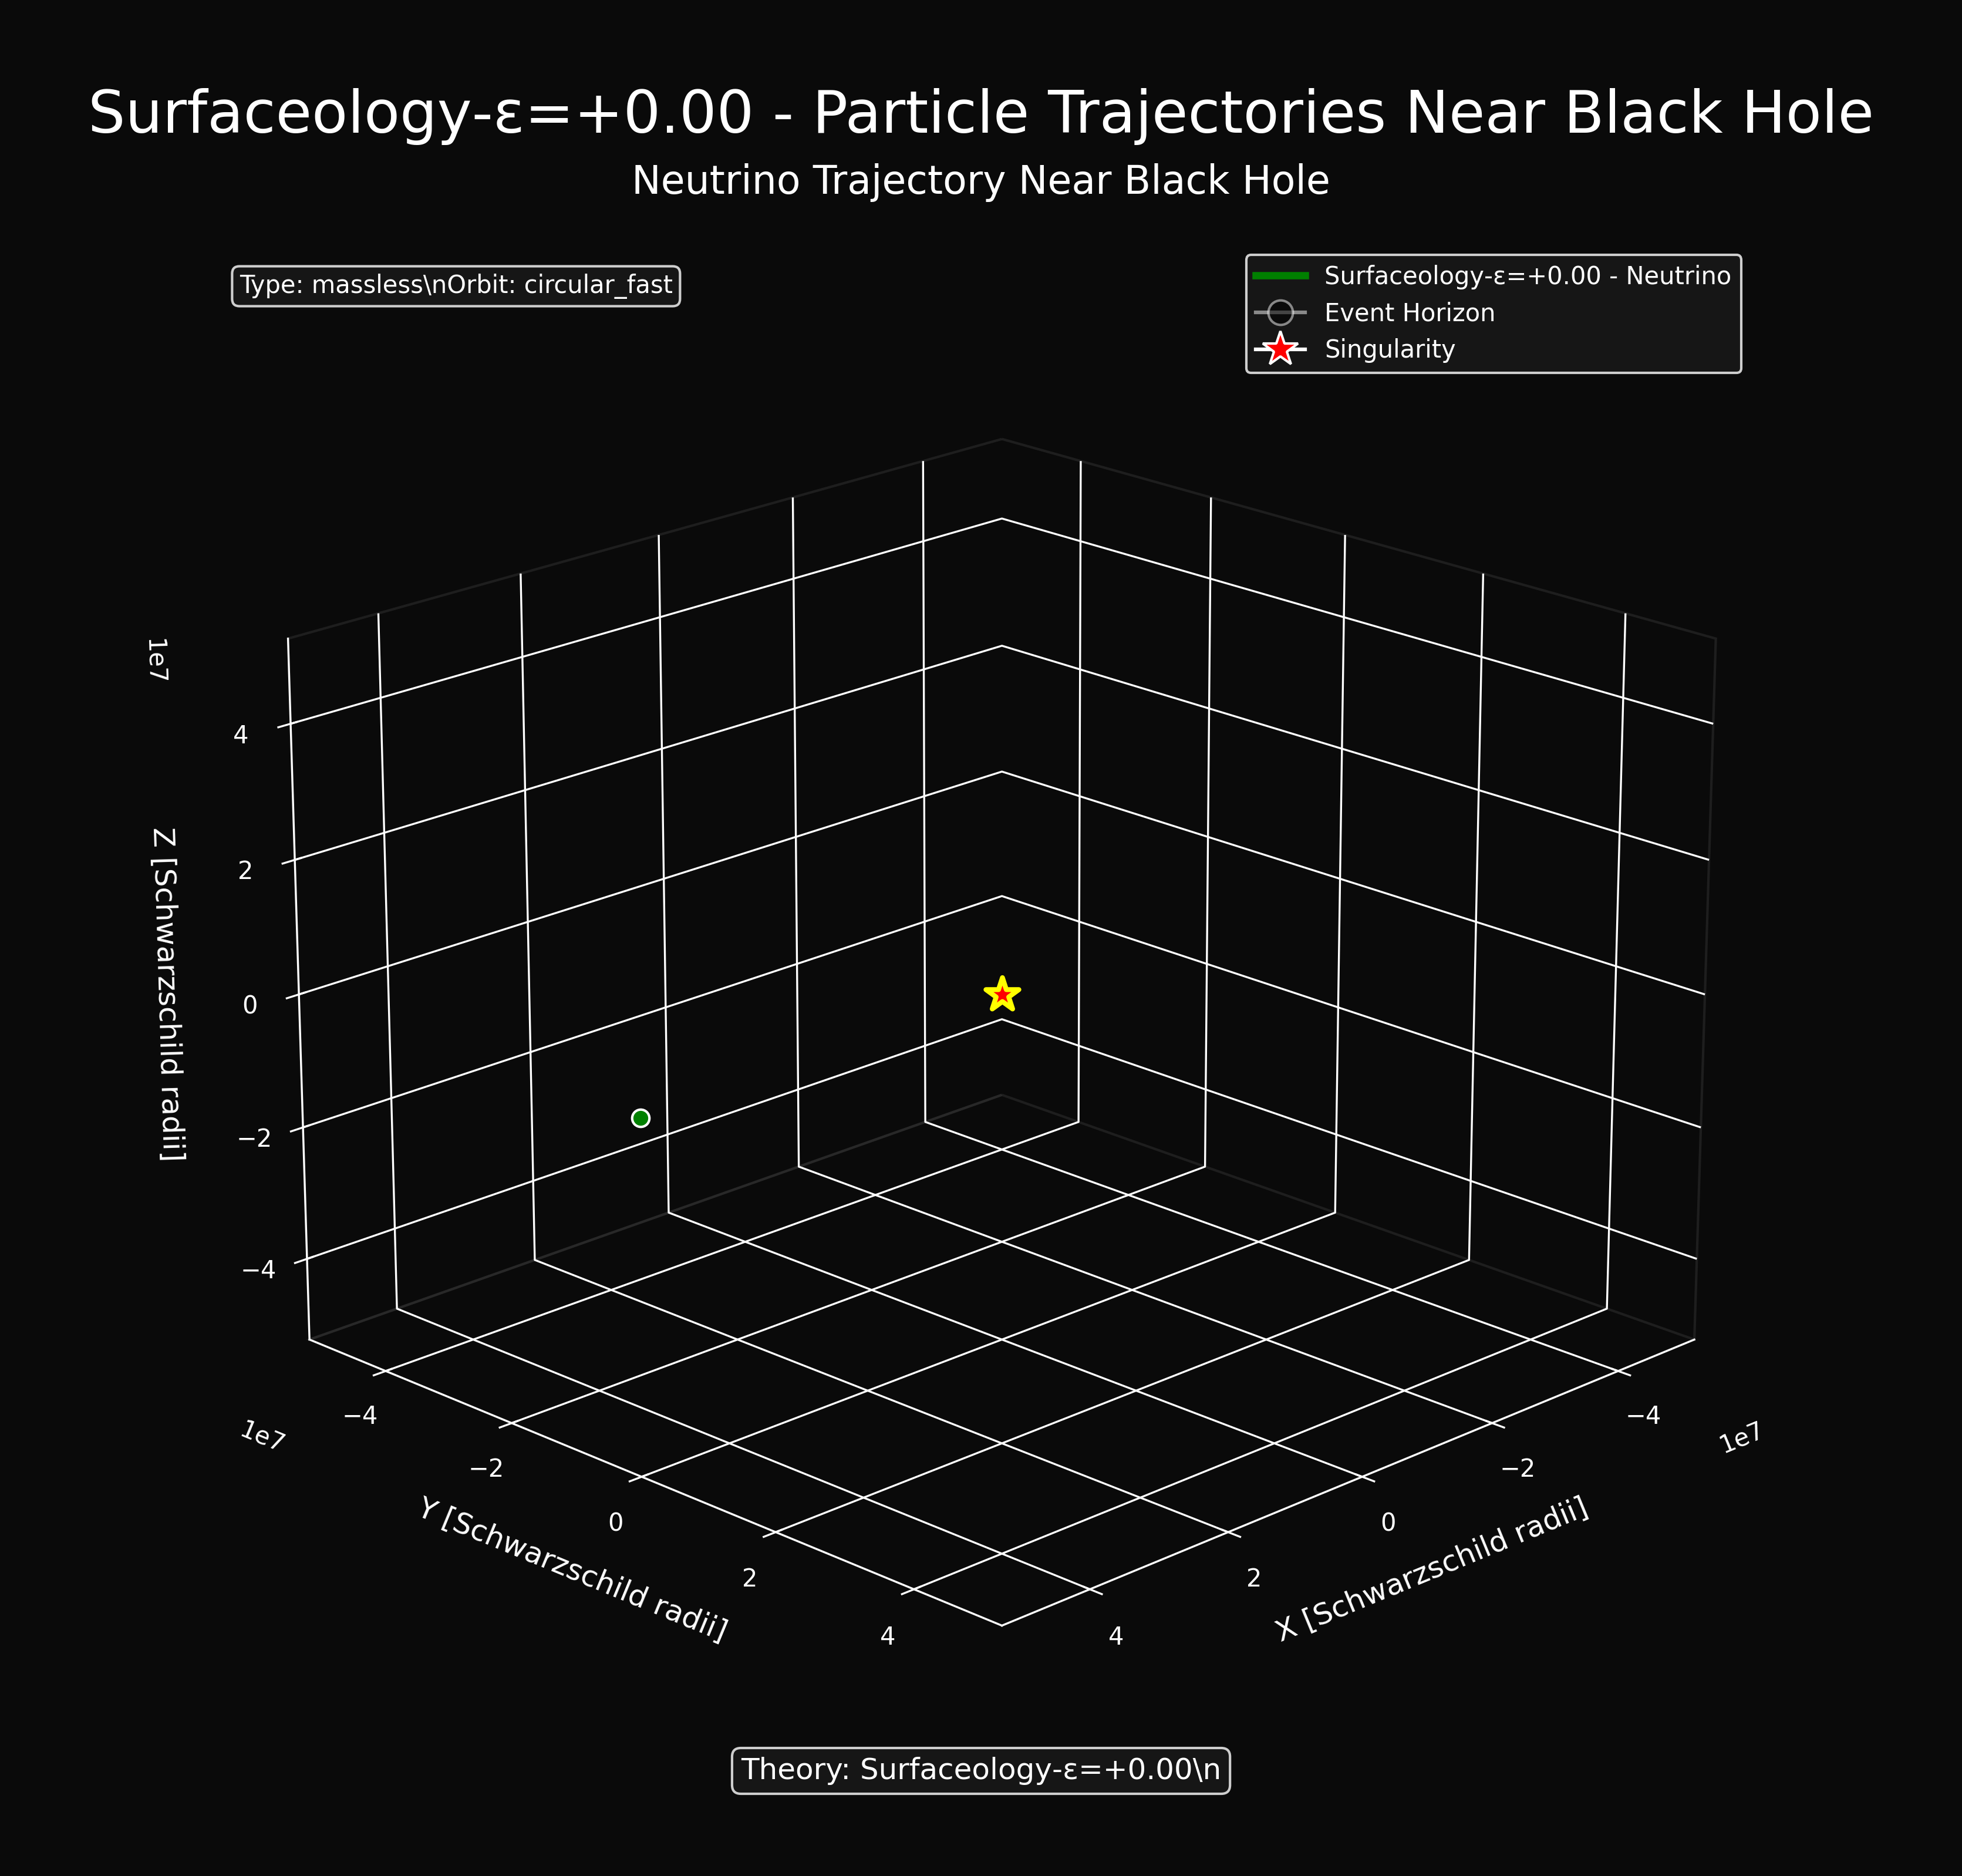 Surfaceology-ε=+0.00 - Particle Trajectories Near Black Hole
Neutrino Trajectory Near Black Hole
Type: massless\nOrbit: circular_fast
Surfaceology-ε=+0.00 - Neutrino
Event Horizon
Singularity
1e7
4
2
0
−2
−4
Z [Schwarzschild radii]
1e7
−4
−2
0
2
4
Y [Schwarzschild radii]
4
2
0
−2
−4
1e7
X [Schwarzschild radii]
Theory: Surfaceology-ε=+0.00\n